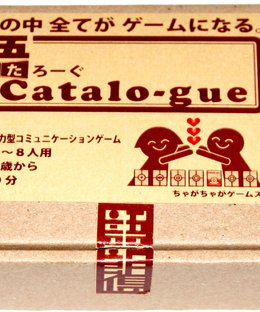 の中 全てが ゲームになる。
五
たろーぐ
Catalo-gue
力型コミュニケーションゲーム
～8人用
歳から
分
ちゃがちゃがゲームズ